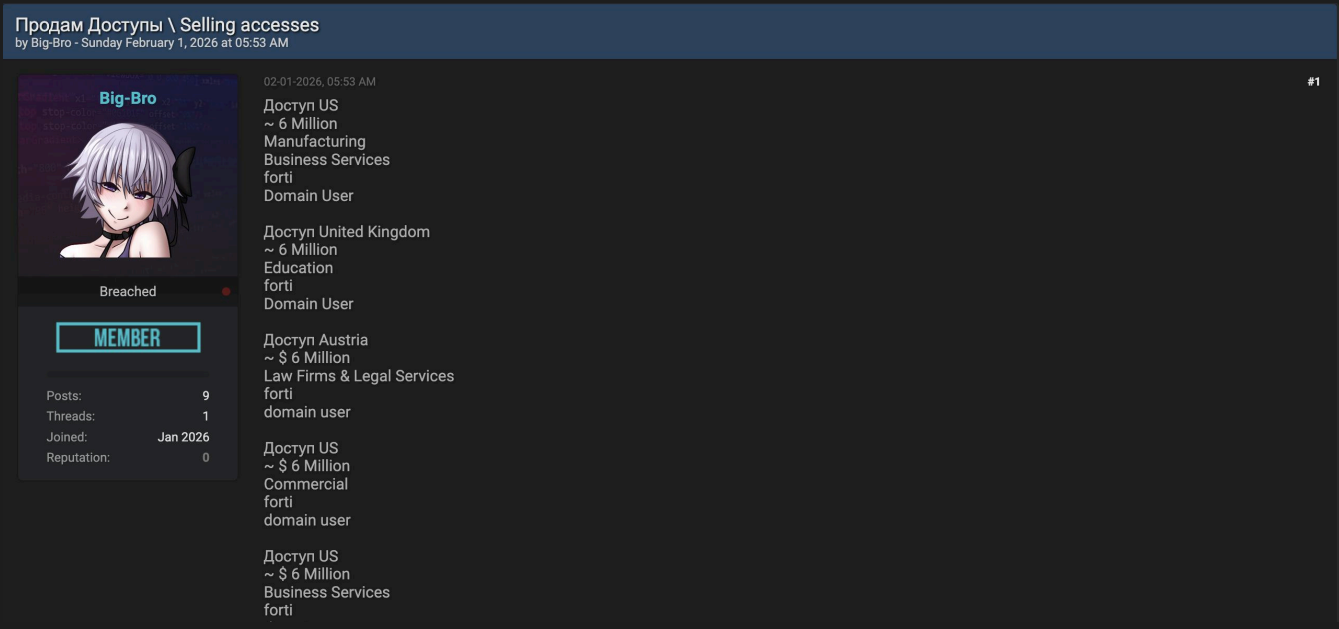 Продам Доступы \ Selling accesses
by Big-Bro - Sunday February 1, 2026 at 05:53 AM
Big-Bro
Breached
MEMBER
Posts: 9
Threads: 1
Joined: Jan 2026
Reputation: 0
02-01-2026, 05:53 AM
#1
Доступ US
~ 6 Million
Manufacturing
Business Services
forti
Domain User
Доступ United Kingdom
~ 6 Million
Education
forti
Domain User
Доступ Austria
~ $ 6 Million
Law Firms & Legal Services
forti
domain user
Доступ US
~ $ 6 Million
Commercial
forti
domain user
Доступ US
~ $ 6 Million
Business Services
forti